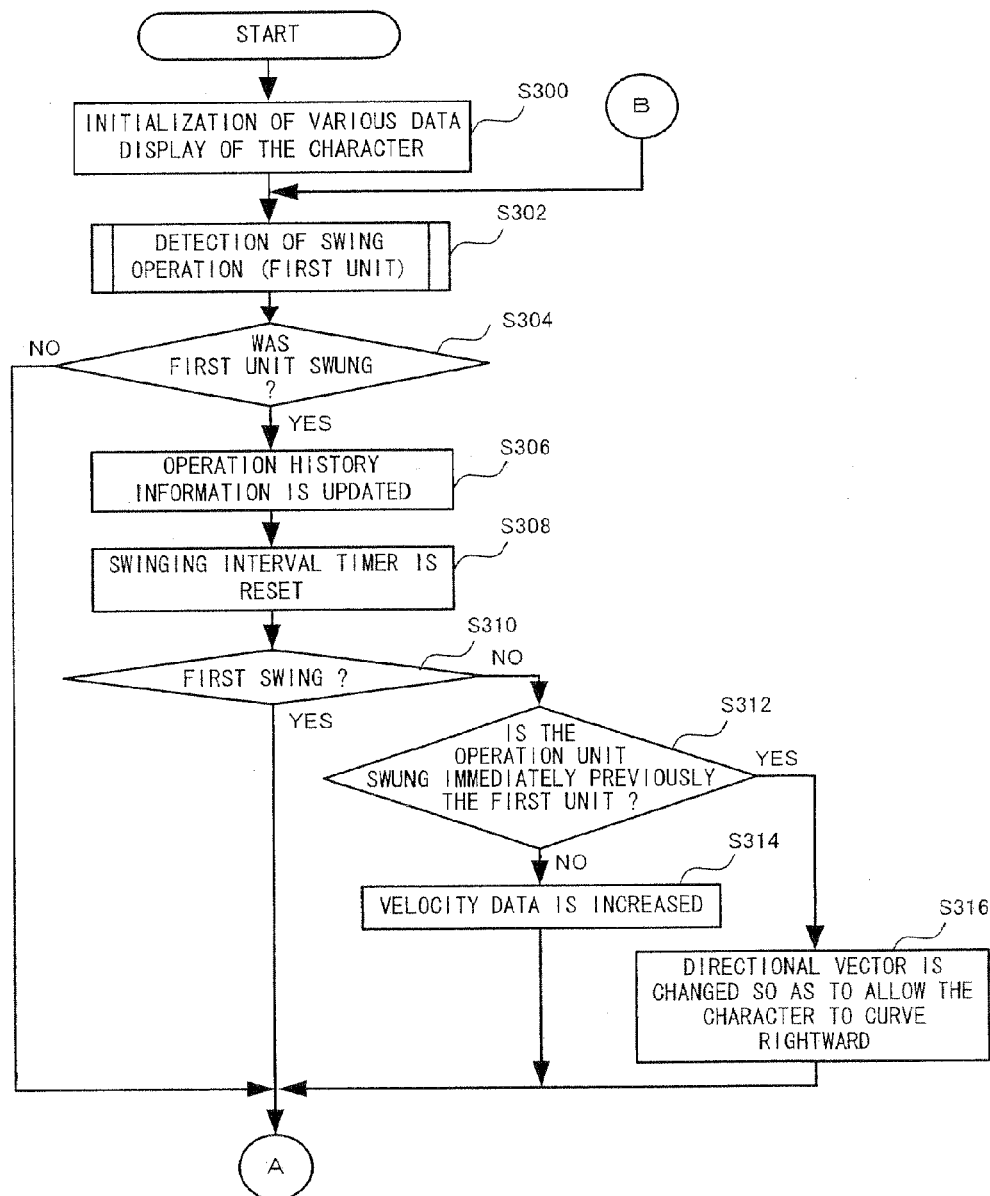 START
S300
B
INITIALIZATION OF VARIOUS DATA
DISPLAY OF THE CHARACTER
S302
DETECTION OF SWING
OPERATION (FIRST UNIT)
S304
NO
WAS
FIRST UNIT SWUNG
?
YES
S306
OPERATION HISTORY
INFORMATION IS UPDATED
S308
SWINGING INTERVAL TIMER IS
RESET
S310
FIRST SWING ?
NO
YES
S312
IS THE
OPERATION UNIT
SWUNG IMMEDIATELY PREVIOUSLY
THE FIRST UNIT ?
YES
NO
S314
VELOCITY DATA IS INCREASED
S316
DIRECTIONAL VECTOR IS
CHANGED SO AS TO ALLOW THE
CHARACTER TO CURVE
RIGHTWARD
A